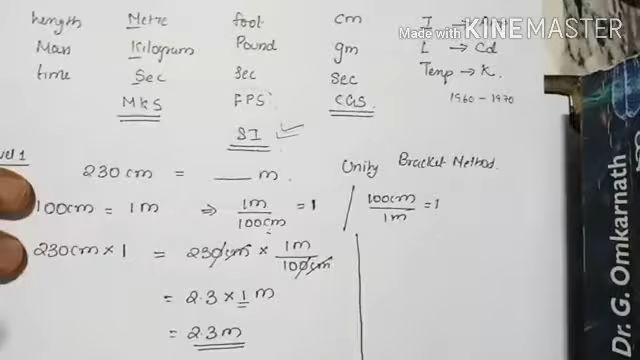 Length Metre foot cm I →
Mass Kilogram Pound gm L → Cd
time Sec sec sec Temp → K.
MKS FPS CGS 1960 - 1970
SI
vel 1
230 cm = ___ m. Unity Bracket Method.
100cm = 1m ⇒ 1m/100cm = 1 / 100cm/1m = 1
230cm × 1 = 230cm × 1m/100cm
= 2.3 × 1 m
= 2.3m
Made with KINEMASTER
Dr. G. Omkarnath